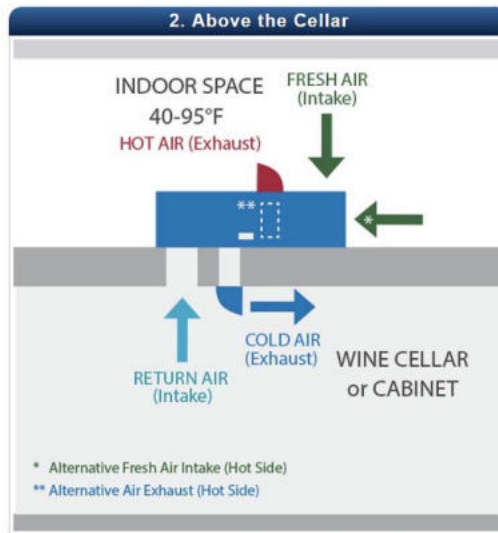 2. Above the Cellar
INDOOR SPACE
40-95°F
HOT AIR (Exhaust)
FRESH AIR
(Intake)
**
*
COLD AIR
(Exhaust)
RETURN AIR
(Intake)
WINE CELLAR
or CABINET
* Alternative Fresh Air Intake (Hot Side)
** Alternative Air Exhaust (Hot Side)